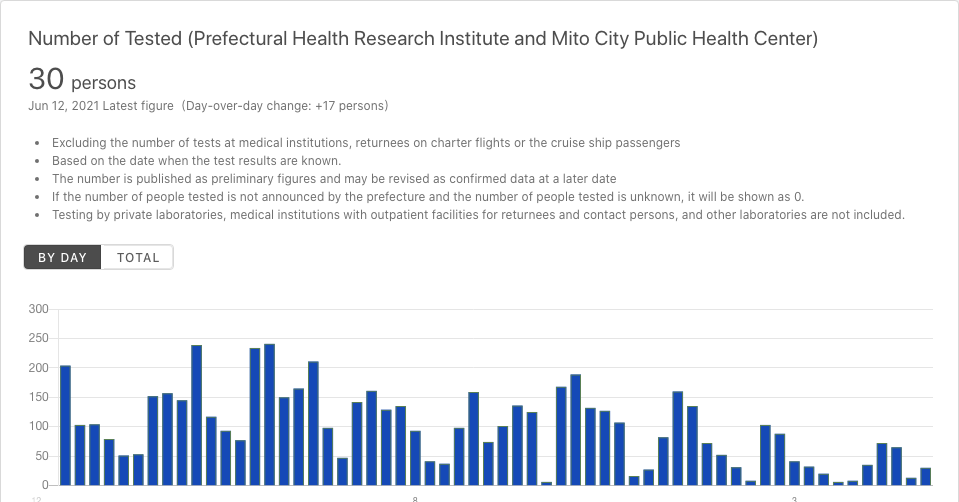 Number of Tested (Prefectural Health Research Institute and Mito City Public Health Center)
30 persons
Jun 12, 2021 Latest figure (Day-over-day change: +17 persons)
• Excluding the number of tests at medical institutions, returnees on charter flights or the cruise ship passengers
• Based on the date when the test results are known.
• The number is published as preliminary figures and may be revised as confirmed data at a later date
• If the number of people tested is not announced by the prefecture and the number of people tested is unknown, it will be shown as 0.
• Testing by private laboratories, medical institutions with outpatient facilities for returnees and contact persons, and other laboratories are not included.
BY DAY TOTAL
300
250
200
150
100
50
0
12 8 3